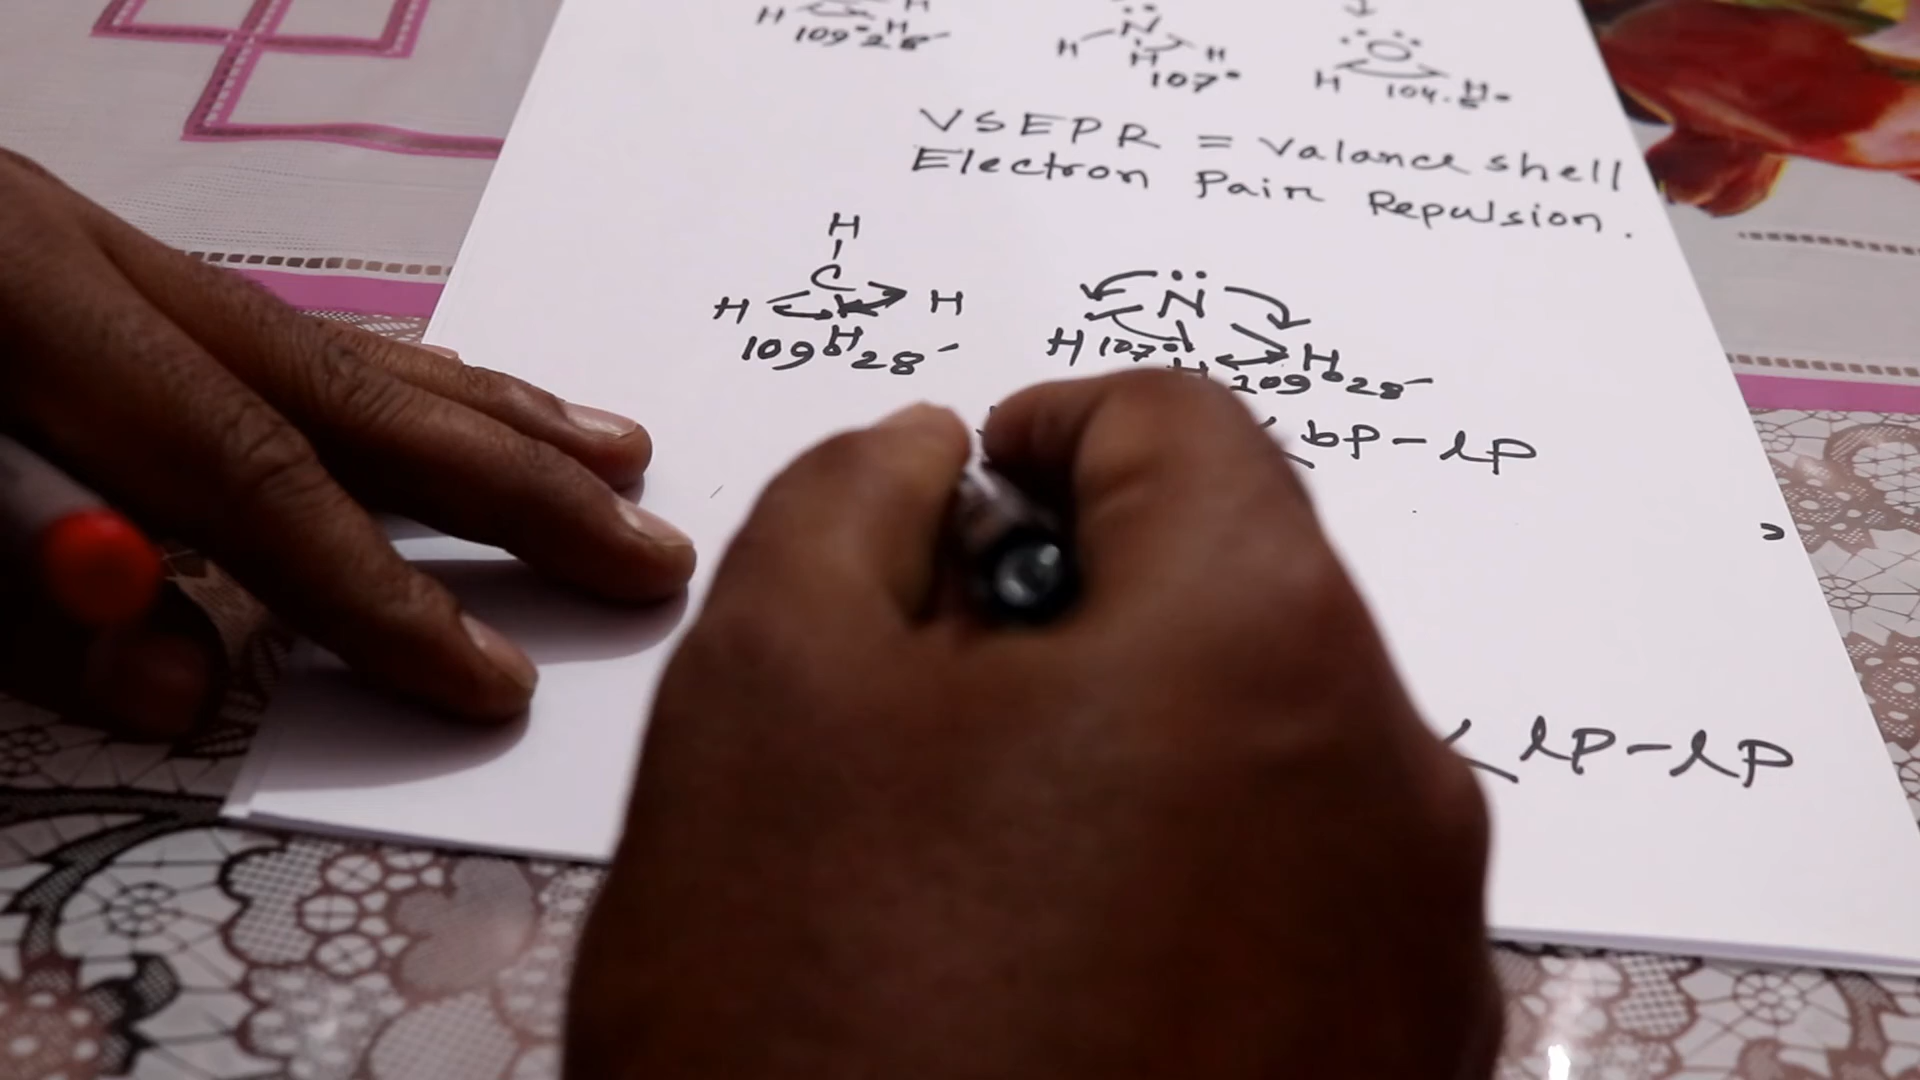 H H H
109°28′
N
H H H
107°
O
H H
104.5°
VSEPR = Valance shell
Electron Pair Repulsion.
H
C
H H
H
109°28′
N
H 107° H
H
109°28′
< bP - lP
< lP - lP